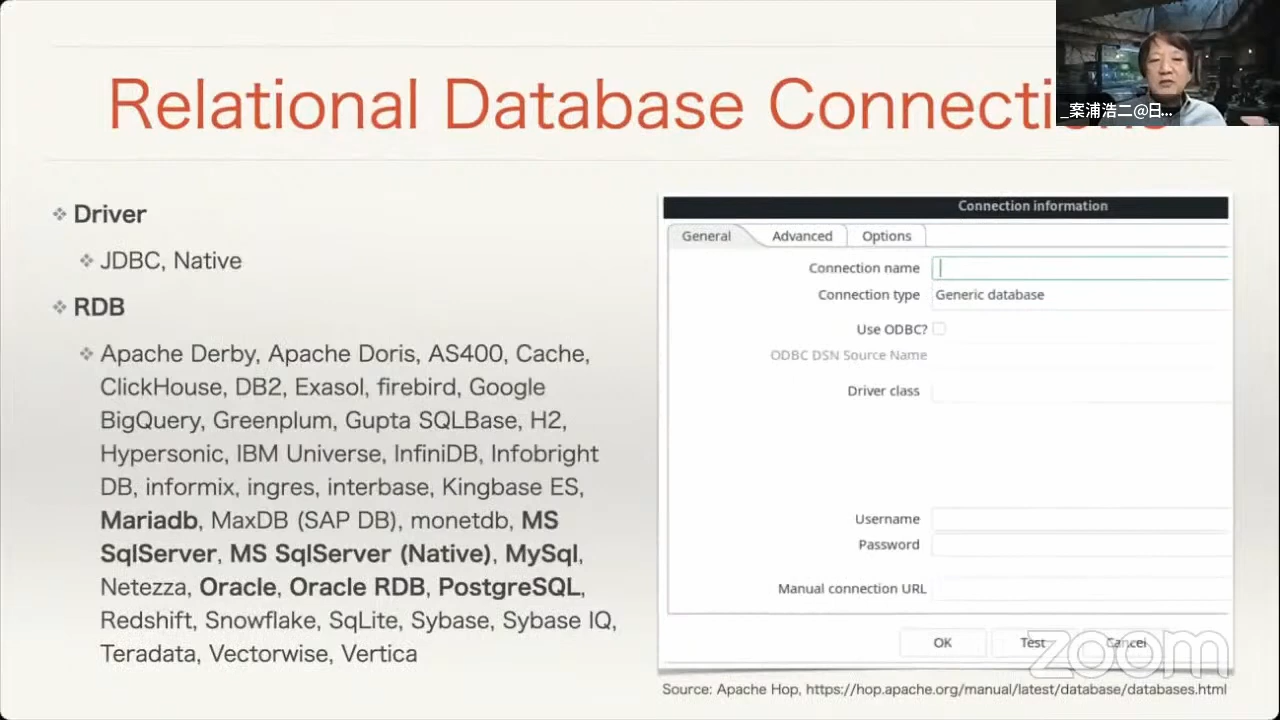 Relational Database Connecti
_案浦浩二@日...
Driver
JDBC, Native
RDB
Apache Derby, Apache Doris, AS400, Cache,
ClickHouse, DB2, Exasol, firebird, Google
BigQuery, Greenplum, Gupta SQLBase, H2,
Hypersonic, IBM Universe, InfiniDB, Infobright
DB, informix, ingres, interbase, Kingbase ES,
Mariadb, MaxDB (SAP DB), monetdb, MS
SqlServer, MS SqlServer (Native), MySql,
Netezza, Oracle, Oracle RDB, PostgreSQL,
Redshift, Snowflake, SqLite, Sybase, Sybase IQ,
Teradata, Vectorwise, Vertica
Connection information
General Advanced Options
Connection name
Connection type Generic database
Use ODBC?
ODBC DSN Source Name
Driver class
Username
Password
Manual connection URL
OK Test Cancel
zoom
Source: Apache Hop, https://hop.apache.org/manual/latest/database/databases.html